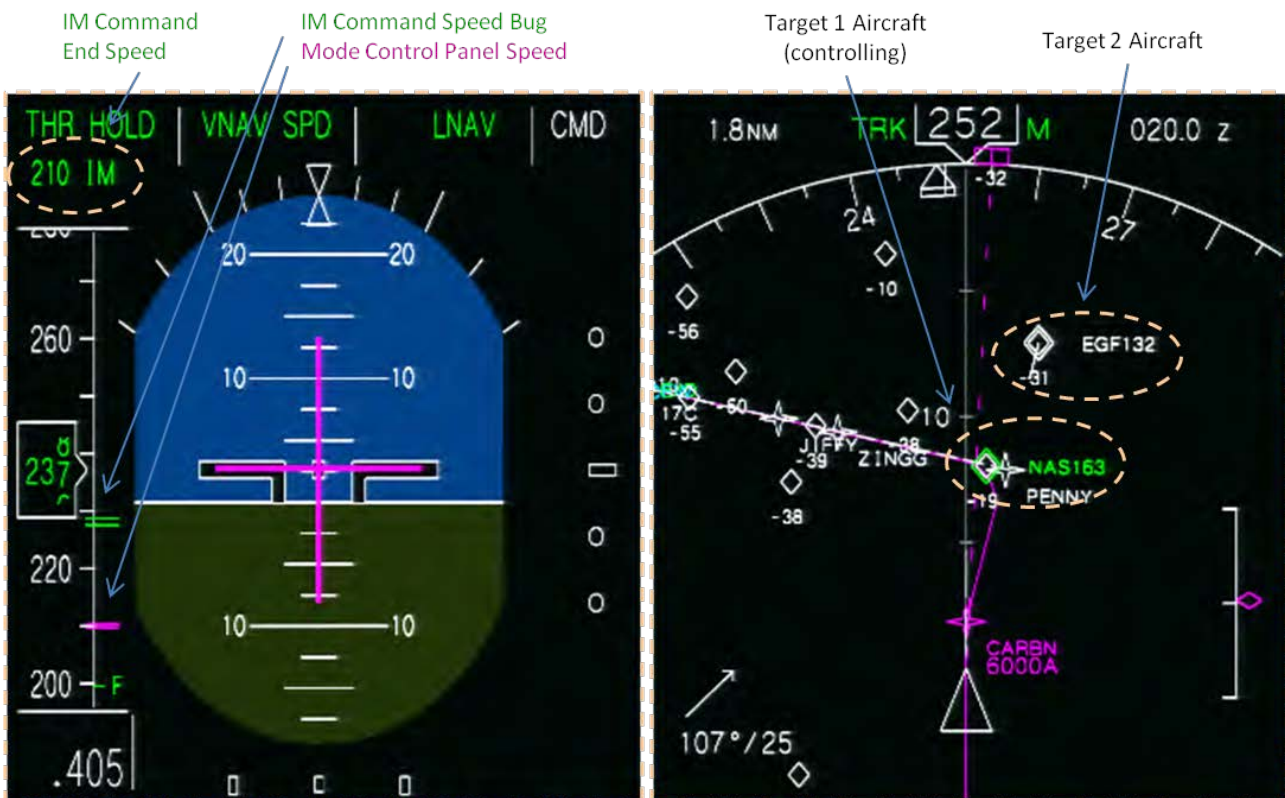 IM Command
End Speed
IM Command Speed Bug
Mode Control Panel Speed
Target 1 Aircraft
(controlling)
Target 2 Aircraft
THR HOLD
VNAV SPD
LNAV
CMD
210 IM
260
237
220
200
F
.405
20
20
10
10
10
10
1.8NM
TRK
252
M
020.0 Z
-32
24
27
-10
-56
EGF132
-31
-60
17C
-55
10
-38
JIFFY
-39
ZINGG
NAS163
PENNY
-19
-38
CARBN
6000A
107°/25